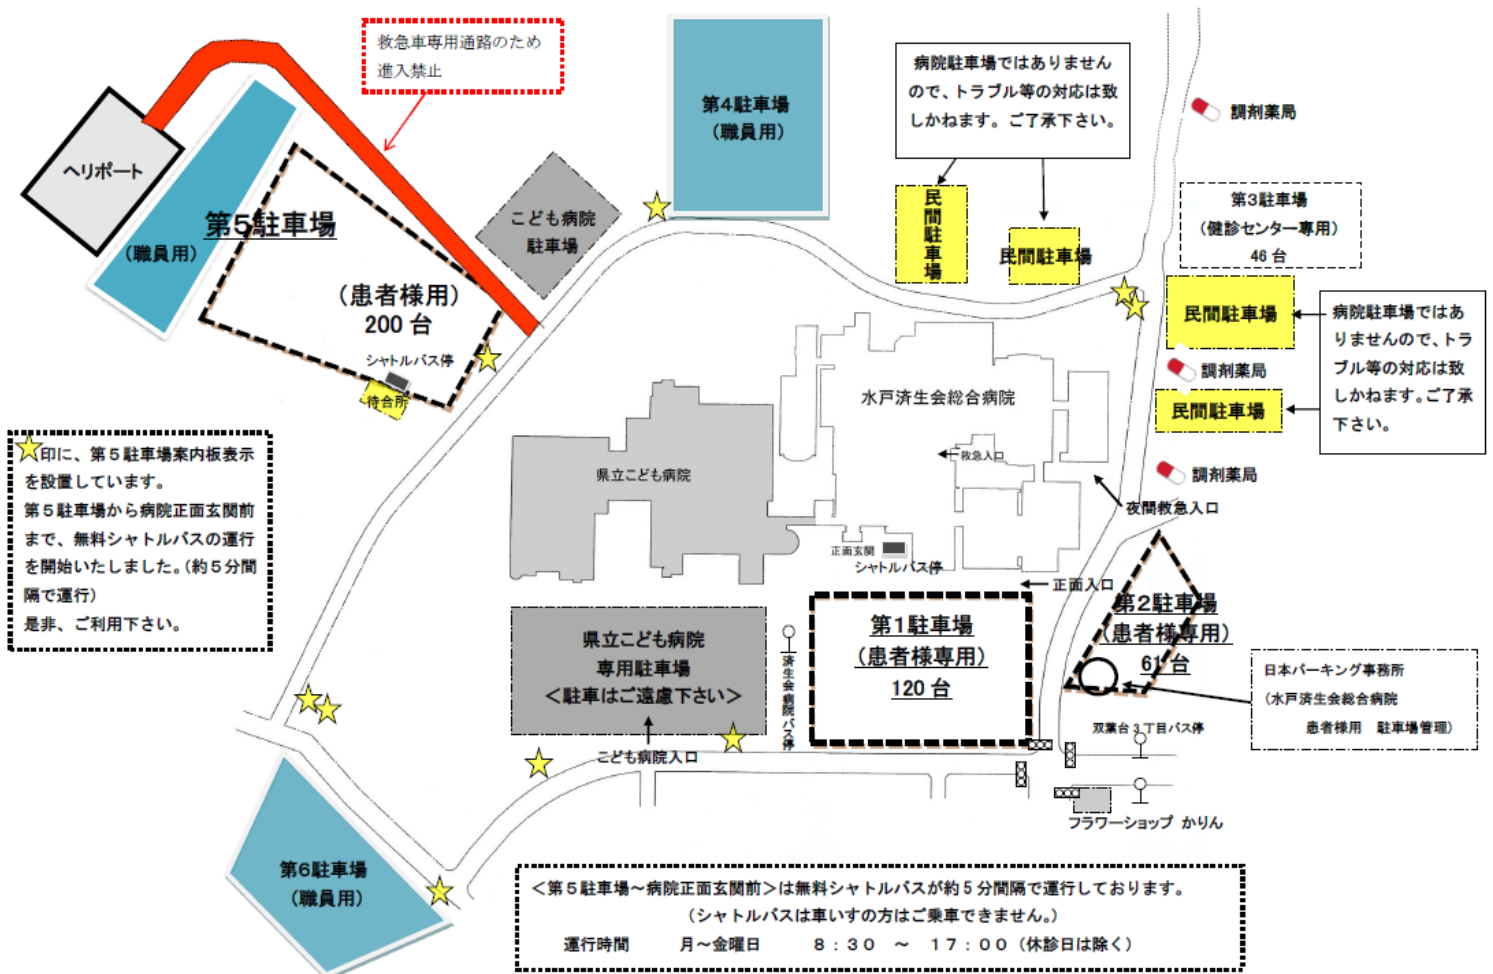 救急車専用通路のため
進入禁止
第4駐車場
(職員用)
病院駐車場ではありません
ので、トラブル等の対応は致
しかねます。ご了承下さい。
調剤薬局
ヘリポート
第5駐車場
(職員用)
(患者様用)
200 台
シャトルバス停
待合所
こども病院
駐車場
民間駐車場
民間駐車場
第3駐車場
(健診センター専用)
46 台
民間駐車場
病院駐車場ではあ
りませんので、トラ
ブル等の対応は致
しかねます。ご了承
下さい。
調剤薬局
民間駐車場
調剤薬局
水戸済生会総合病院
救急入口
県立こども病院
夜間救急入口
正面玄関
シャトルバス停
正面入口
印に、第5駐車場案内板表示
を設置しています。
第5駐車場から病院正面玄関前
まで、無料シャトルバスの運行
を開始いたしました。(約5分間
隔で運行)
是非、ご利用下さい。
県立こども病院
専用駐車場
<駐車はご遠慮下さい>
こども病院入口
済生会病院バス停
第1駐車場
(患者様専用)
120 台
第2駐車場
(患者様専用)
61 台
日本パーキング事務所
(水戸済生会総合病院
患者様用 駐車場管理)
双葉台3丁目バス停
フラワーショップ かりん
第6駐車場
(職員用)
<第5駐車場~病院正面玄関前>は無料シャトルバスが約5分間隔で運行しております。
(シャトルバスは車いすの方はご乗車できません。)
運行時間 月~金曜日 8:30 ~ 17:00 (休診日は除く)